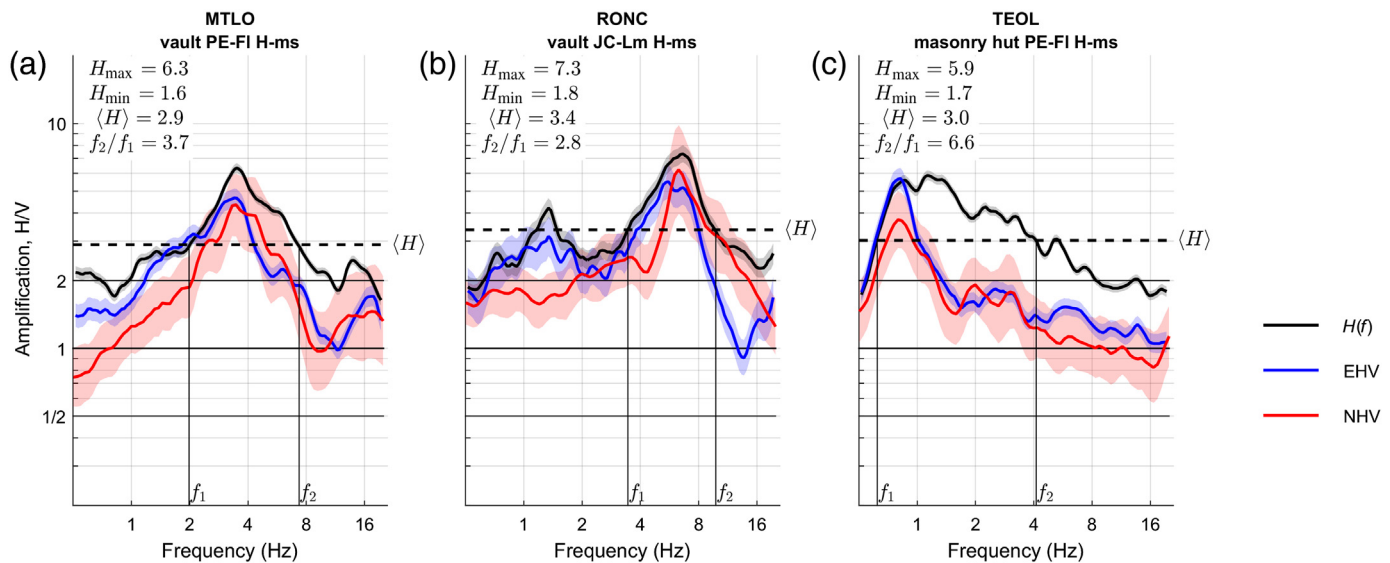 MTLO
vault PE-Fl H-ms
(a)
Hmax = 6.3
Hmin = 1.6
⟨H⟩ = 2.9
f2/f1 = 3.7
10
2
1
1/2
Amplification, H/V
⟨H⟩
f1
f2
1 2 4 8 16
Frequency (Hz)
RONC
vault JC-Lm H-ms
(b)
Hmax = 7.3
Hmin = 1.8
⟨H⟩ = 3.4
f2/f1 = 2.8
⟨H⟩
f1
f2
1 2 4 8 16
Frequency (Hz)
TEOL
masonry hut PE-Fl H-ms
(c)
Hmax = 5.9
Hmin = 1.7
⟨H⟩ = 3.0
f2/f1 = 6.6
⟨H⟩
f1
f2
1 2 4 8 16
Frequency (Hz)
H(f)
EHV
NHV